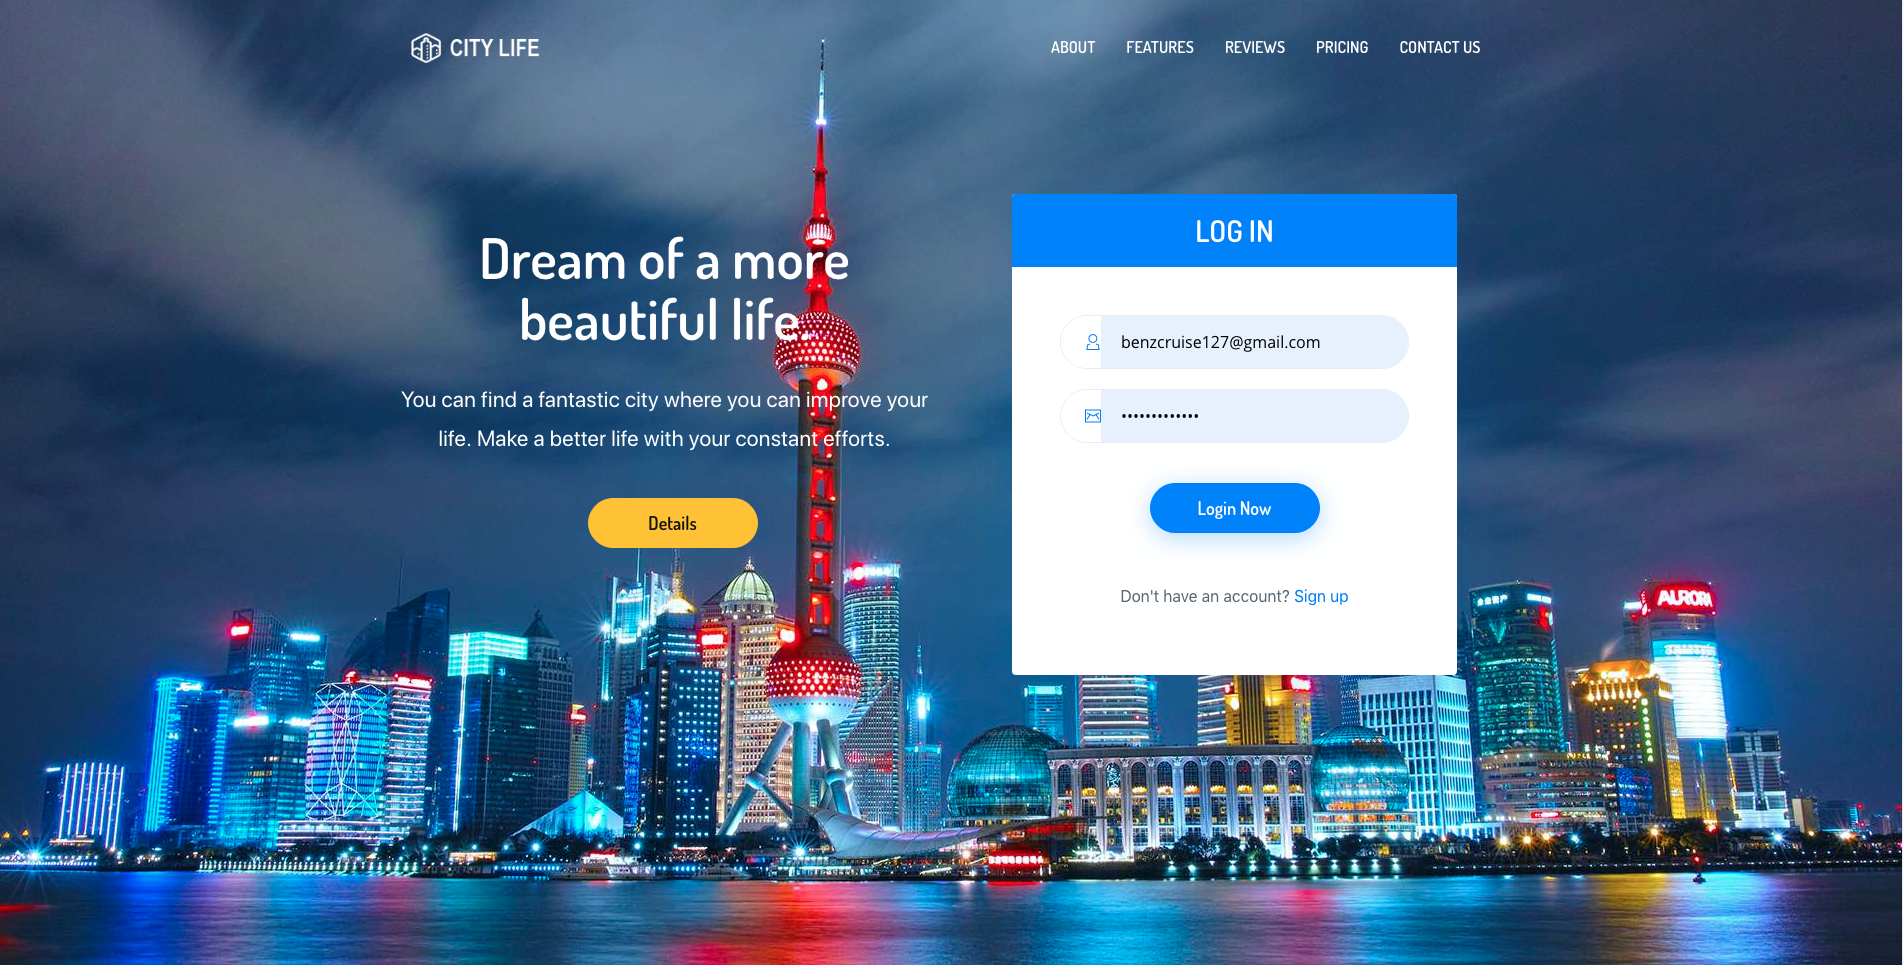 CITY LIFE
ABOUT
FEATURES
REVIEWS
PRICING
CONTACT US
Dream of a more
beautiful life.
You can find a fantastic city where you can improve your
life. Make a better life with your constant efforts.
Details
LOG IN
benzcruise127@gmail.com
•••••••••••••
Login Now
Don't have an account? Sign up
AURORA